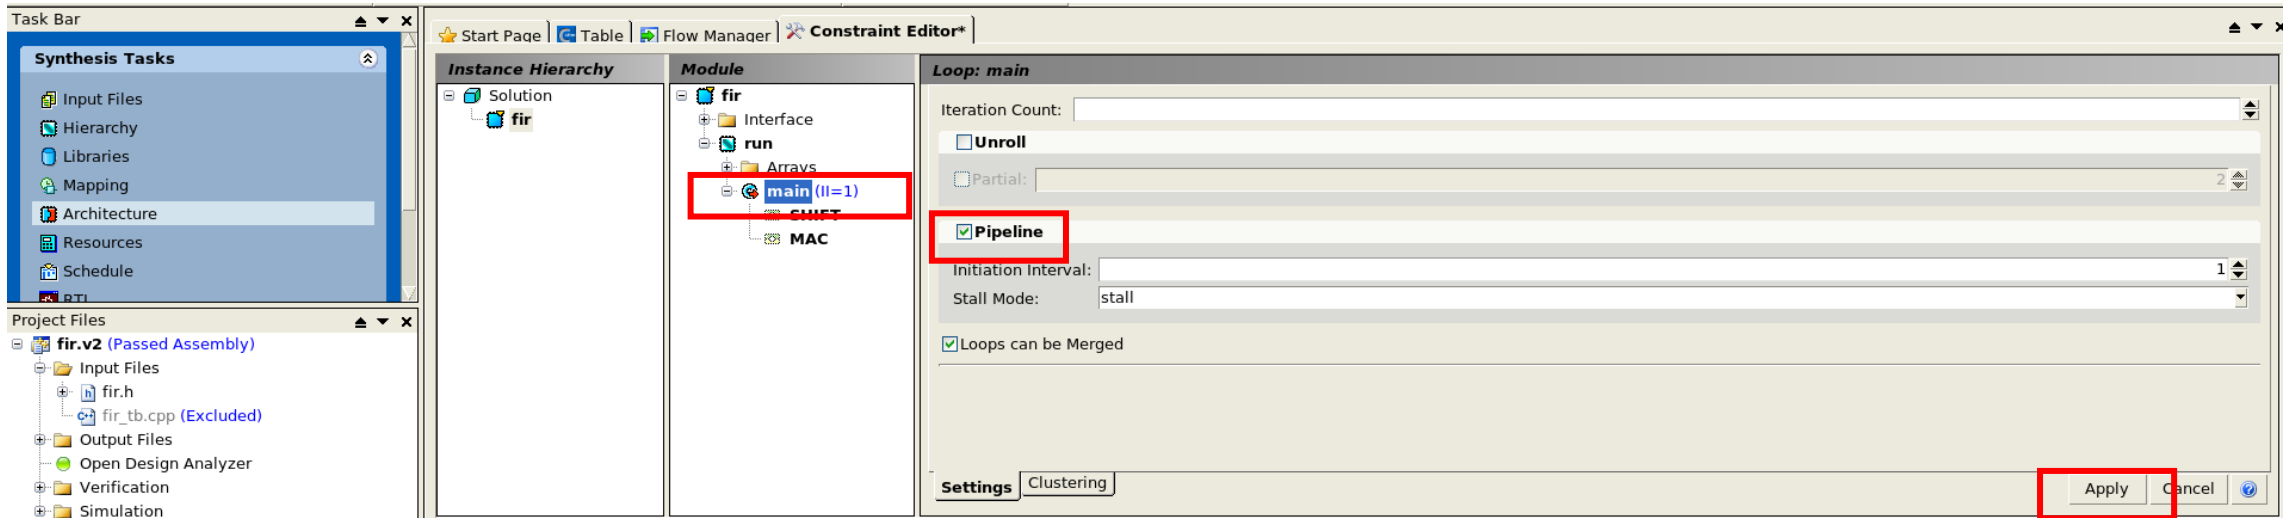 Task Bar
Synthesis Tasks
Input Files
Hierarchy
Libraries
Mapping
Architecture
Resources
Schedule
RTL
Project Files
fir.v2 (Passed Assembly)
Input Files
fir.h
fir_tb.cpp (Excluded)
Output Files
Open Design Analyzer
Verification
Simulation
Start Page
Table
Flow Manager
Constraint Editor*
Instance Hierarchy
Solution
fir
Module
fir
Interface
run
Arrays
main (II=1)
SHIFT
MAC
Loop: main
Iteration Count:
Unroll
Partial: 2
Pipeline
Initiation Interval: 1
Stall Mode: stall
Loops can be Merged
Settings Clustering
Apply Cancel